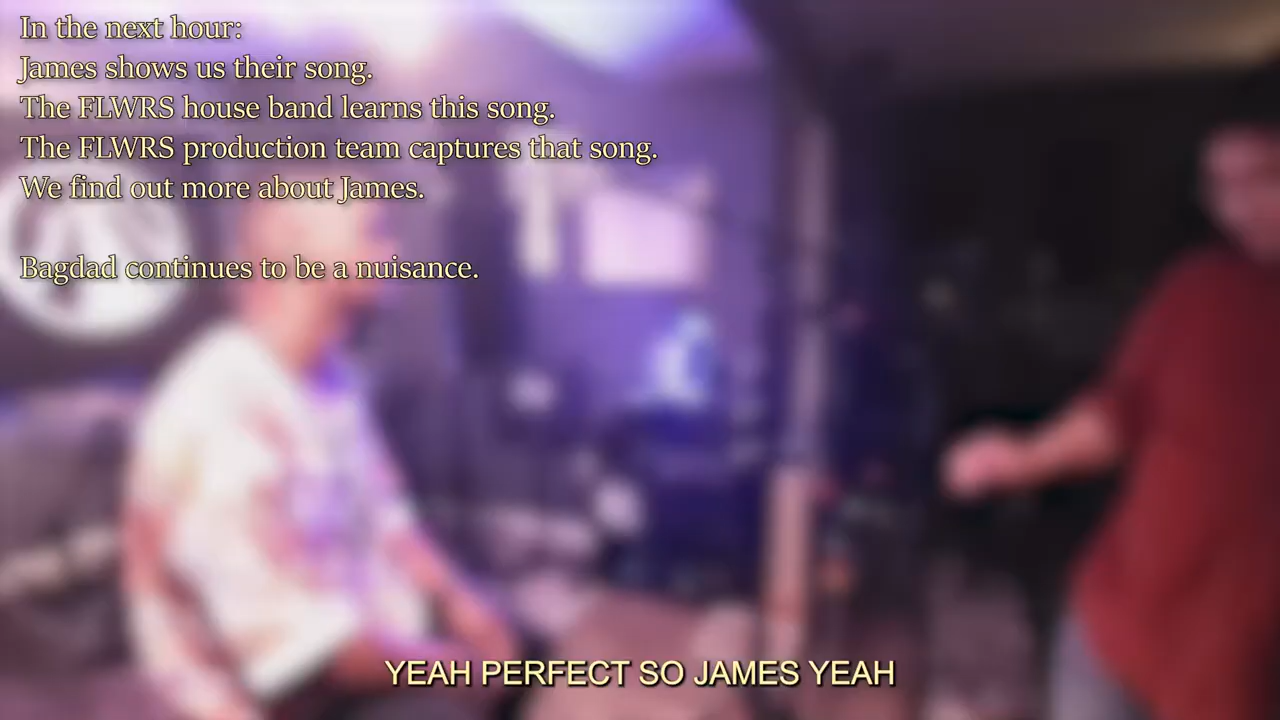 In the next hour:
James shows us their song.
The FLWRS house band learns this song.
The FLWRS production team captures that song.
We find out more about James.
Bagdad continues to be a nuisance.
YEAH PERFECT SO JAMES YEAH